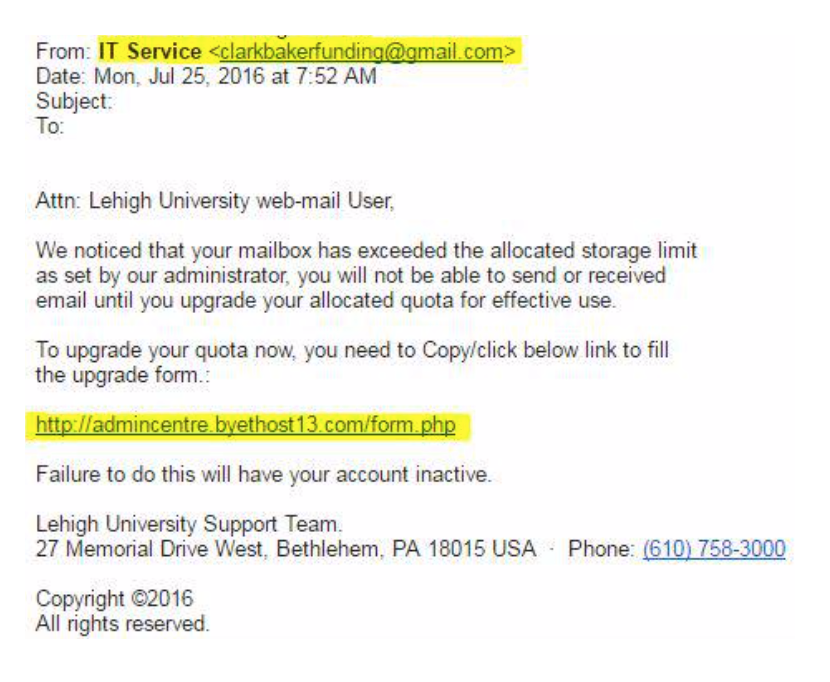 From: IT Service <clarkbakerfunding@gmail.com>
Date: Mon, Jul 25, 2016 at 7:52 AM
Subject:
To:
Attn: Lehigh University web-mail User,
We noticed that your mailbox has exceeded the allocated storage limit
as set by our administrator, you will not be able to send or received
email until you upgrade your allocated quota for effective use.
To upgrade your quota now, you need to Copy/click below link to fill
the upgrade form.:
http://admincentre.byethost13.com/form.php
Failure to do this will have your account inactive.
Lehigh University Support Team.
27 Memorial Drive West, Bethlehem, PA 18015 USA · Phone: (610) 758-3000
Copyright ©2016
All rights reserved.